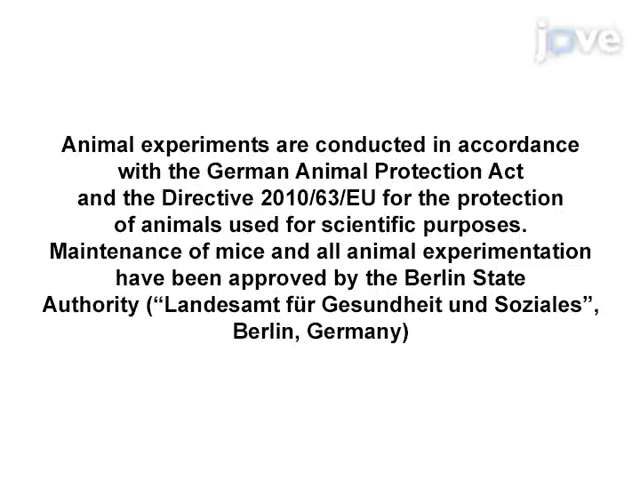 jove
Animal experiments are conducted in accordance
with the German Animal Protection Act
and the Directive 2010/63/EU for the protection
of animals used for scientific purposes.
Maintenance of mice and all animal experimentation
have been approved by the Berlin State
Authority (“Landesamt für Gesundheit und Soziales”,
Berlin, Germany)